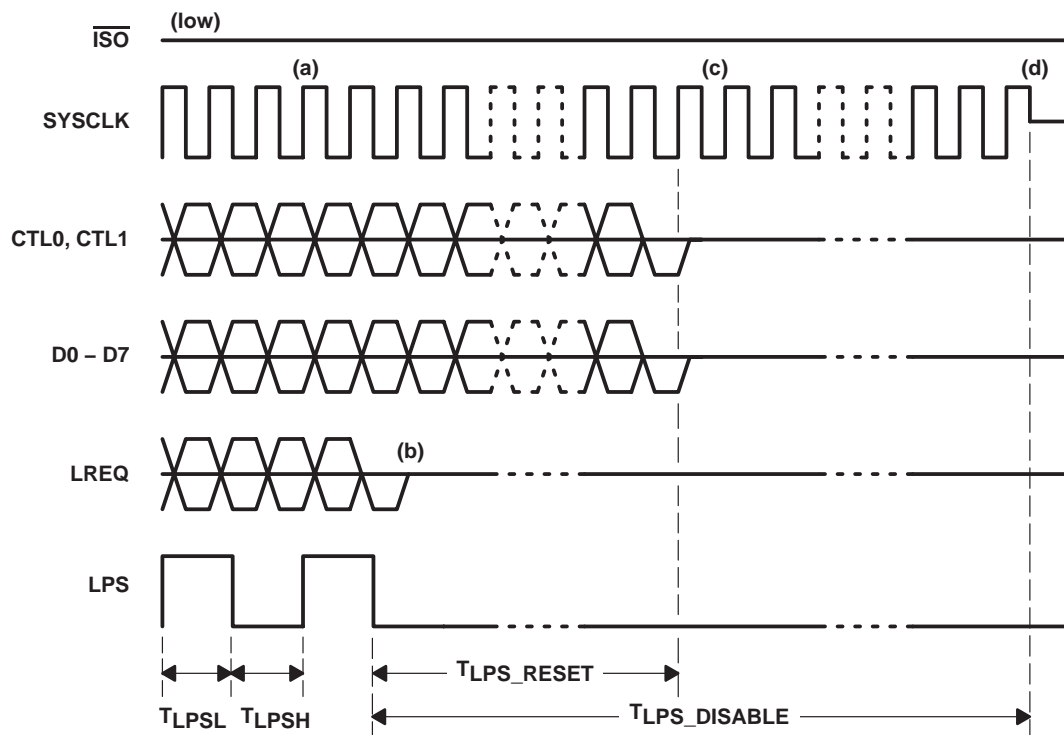 (low)
ISO
(a)
(c)
(d)
SYSCLK
CTL0, CTL1
D0 – D7
(b)
LREQ
LPS
TLPS_RESET
TLPSL
TLPSH
TLPS_DISABLE